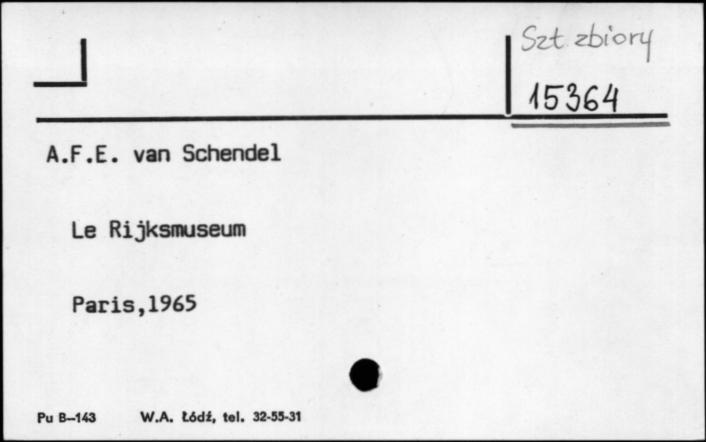 Szt. zbiory
15364
A.F.E. van Schendel
Le Rijksmuseum
Paris,1965
Pu B–143 W.A. Łódź, tel. 32-55-31